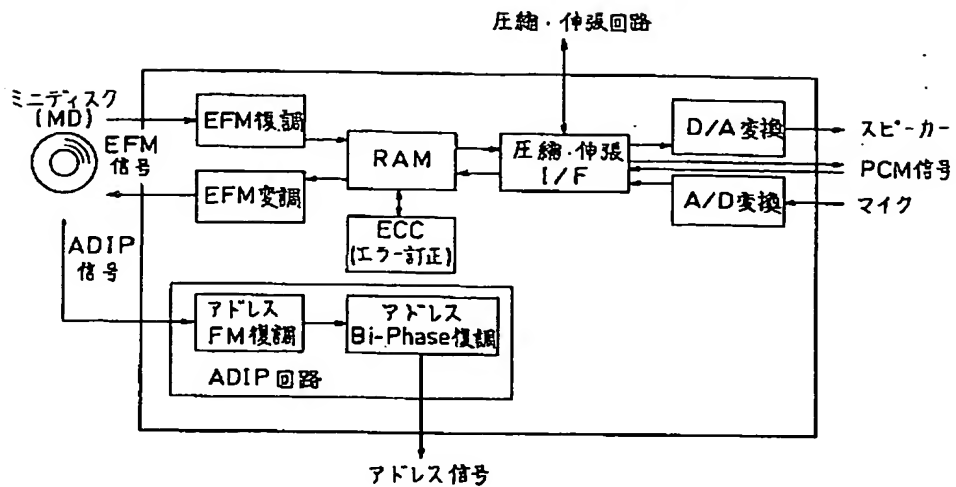 圧縮・伸張回路
ミニディスク
(MD)
EFM
信号
EFM復調
RAM
圧縮・伸張
I/F
D/A変換
スピーカー
PCM信号
EFM変調
A/D変換
マイク
ECC
(エラー訂正)
ADIP
信号
アドレス
FM復調
アドレス
Bi-Phase復調
ADIP回路
アドレス信号